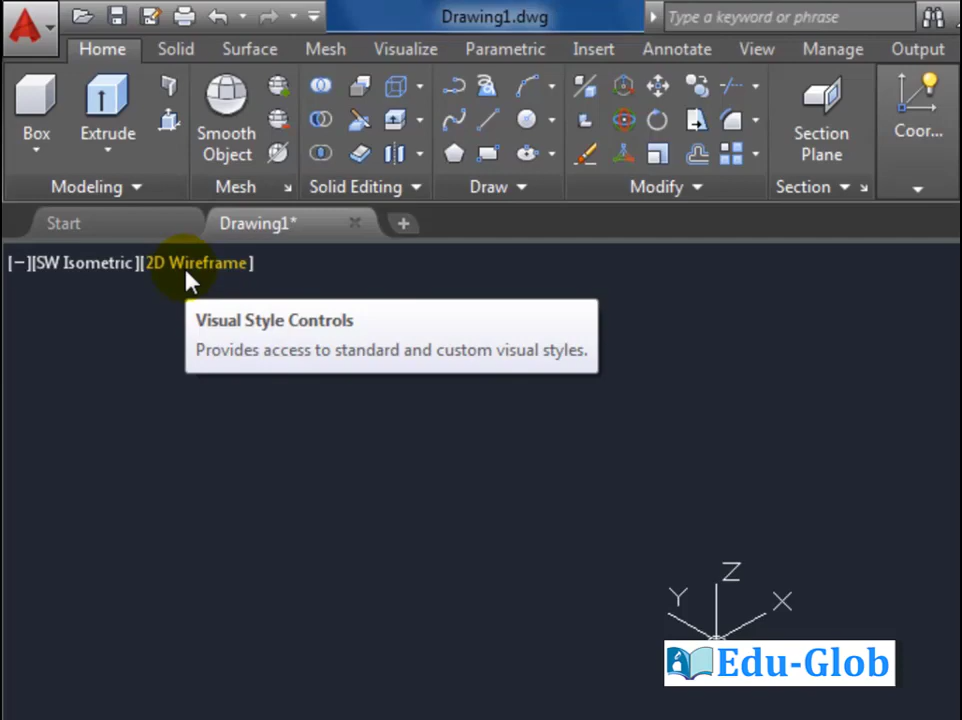 Drawing1.dwg
Type a keyword or phrase
Home Solid Surface Mesh Visualize Parametric Insert Annotate View Manage Output
Box
Extrude
Smooth
Object
Section
Plane
Coor...
Modeling Mesh Solid Editing Draw Modify Section
Start Drawing1*
[−][SW Isometric][2D Wireframe]
Visual Style Controls
Provides access to standard and custom visual styles.
Z
Y X
Edu-Glob